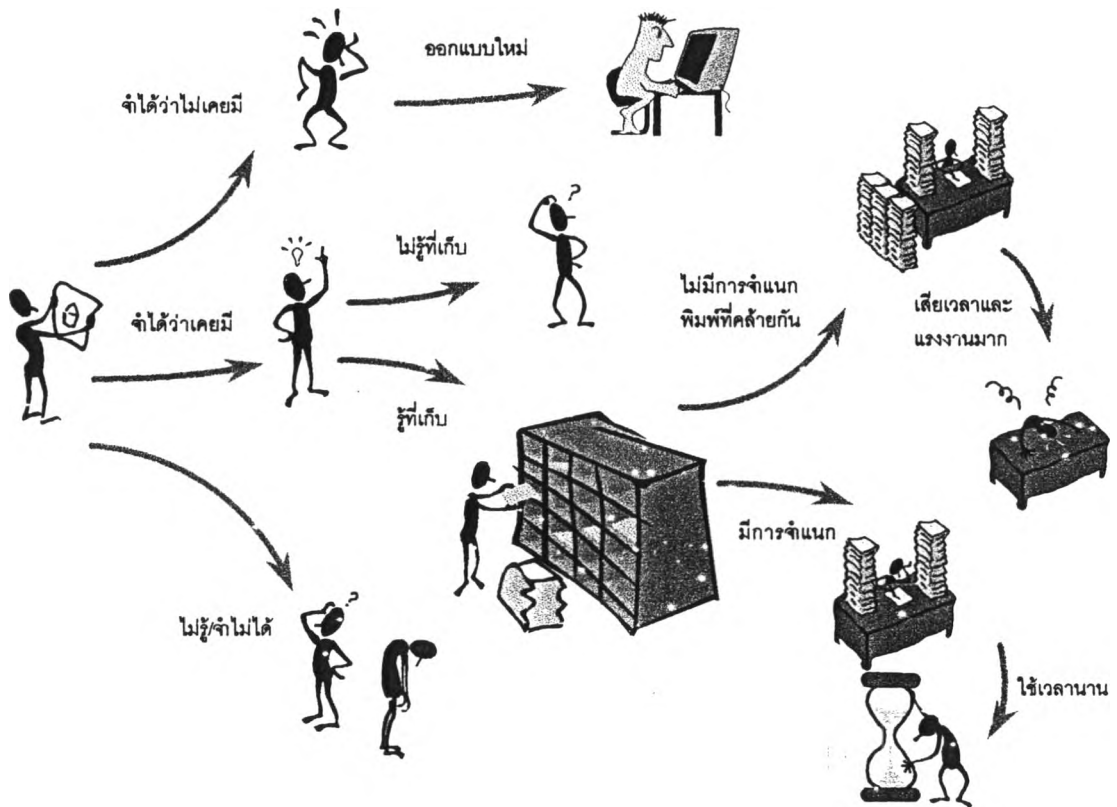 ออกแบบใหม่
จำได้ว่าไม่เคยมี
?
ไม่รู้ที่เก็บ
จำได้ว่าเคยมี
รู้ที่เก็บ
ไม่มีการจำแนก
พิมพ์ที่คล้ายกัน
เสียเวลาและ
แรงงานมาก
มีการจำแนก
?
ไม่รู้/จำไม่ได้
ใช้เวลานาน